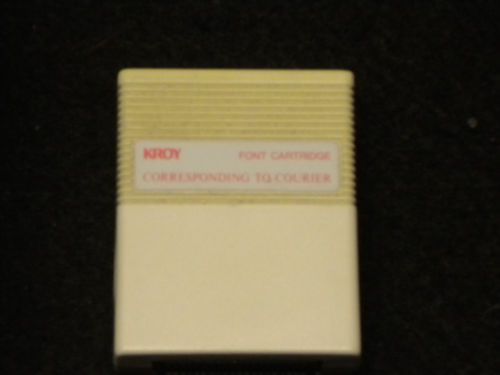 KROY FONT CARTRIDGE
CORRESPONDING TO COURIER